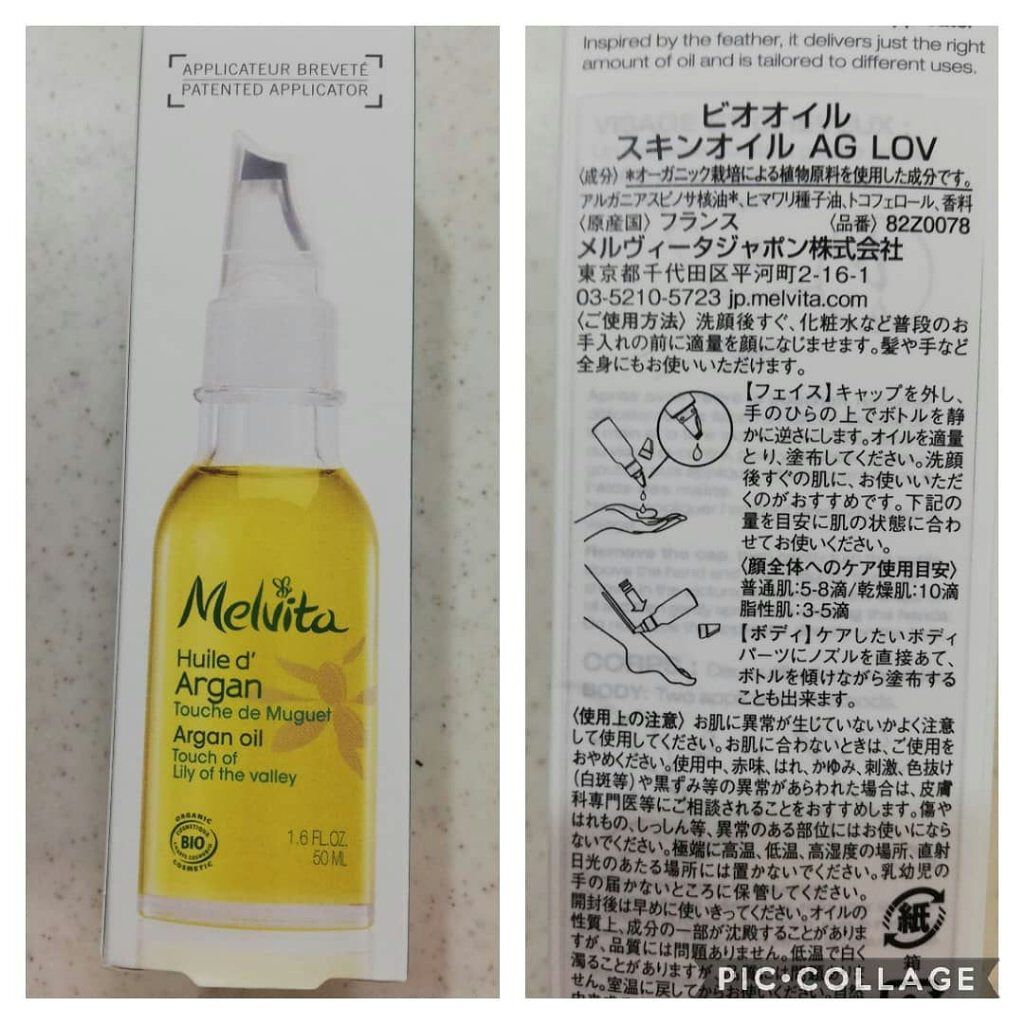 APPLICATEUR BREVETÉ
PATENTED APPLICATOR
Melvita
Huile d'
Argan
Touche de Muguet
Argan oil
Touch of
Lily of the valley
ORGANIC
COSMÉTIQUE
BIO
COSMETIC
1.6 FL.OZ.
50 ML
Inspired by the feather, it delivers just the right
amount of oil and is tailored to different uses.
ビオオイル
スキンオイル AG LOV
〈成分〉*オーガニック栽培による植物原料を使用した成分です。
アルガニアスピノサ核油*、ヒマワリ種子油、トコフェロール、香料
〈原産国〉フランス 〈品番〉82Z0078
メルヴィータジャポン株式会社
東京都千代田区平河町2-16-1
03-5210-5723 jp.melvita.com
〈ご使用方法〉洗顔後すぐ、化粧水など普段のお
手入れの前に適量を顔になじませます。髪や手など
全身にもお使いいただけます。
【フェイス】キャップを外し、
手のひらの上でボトルを静
かに逆さにします。オイルを適量
とり、塗布してください。洗顔
後すぐの肌に、お使いいただ
くのがおすすめです。下記の
量を目安に肌の状態に合わ
せてお使いください。
〈顔全体へのケア使用目安〉
普通肌:5-8滴/乾燥肌:10滴
脂性肌:3-5滴
【ボディ】ケアしたいボディ
パーツにノズルを直接あて、
ボトルを傾けながら塗布する
ことも出来ます。
〈使用上の注意〉お肌に異常が生じていないかよく注意
して使用してください。お肌に合わないときは、ご使用を
おやめください。使用中、赤味、はれ、かゆみ、刺激、色抜け
(白斑等)や黒ずみ等の異常があらわれた場合は、皮膚
科専門医等にご相談されることをおすすめします。傷や
はれもの、しっしん等、異常のある部位にはお使いになら
ないでください。極端に高温、低温、高湿度の場所、直射
日光のあたる場所には置かないでください。乳幼児の
手の届かないところに保管してください。
開封後は早めに使いきってください。オイルの
性質上、成分の一部が沈殿することがありま
すが、品質には問題ありません。低温で白く
濁ることがありますが
せん。室温に戻してからお使いください。
紙
箱
PIC•COLLAGE